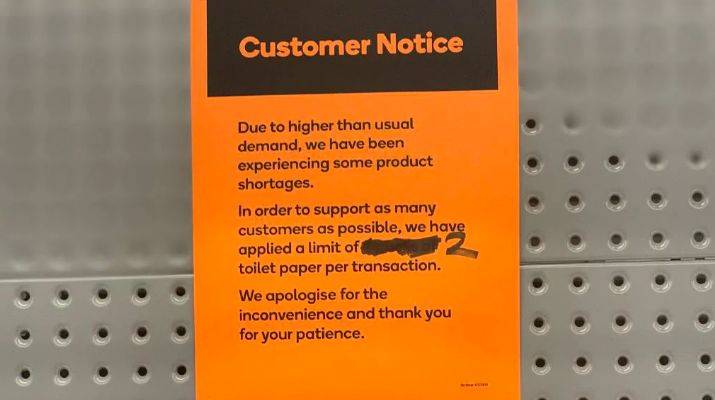 Customer Notice
Due to higher than usual
demand, we have been
experiencing some product
shortages.
In order to support as many
customers as possible, we have
applied a limit of 2
toilet paper per transaction.
We apologise for the
inconvenience and thank you
for your patience.